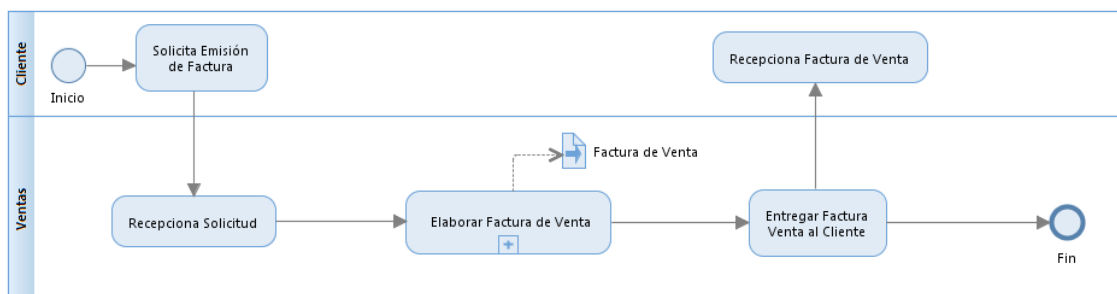 Cliente
Inicio
Solicita Emisión
de Factura
Recepciona Factura de Venta
Ventas
Recepciona Solicitud
Elaborar Factura de Venta
Factura de Venta
Entregar Factura
Venta al Cliente
Fin